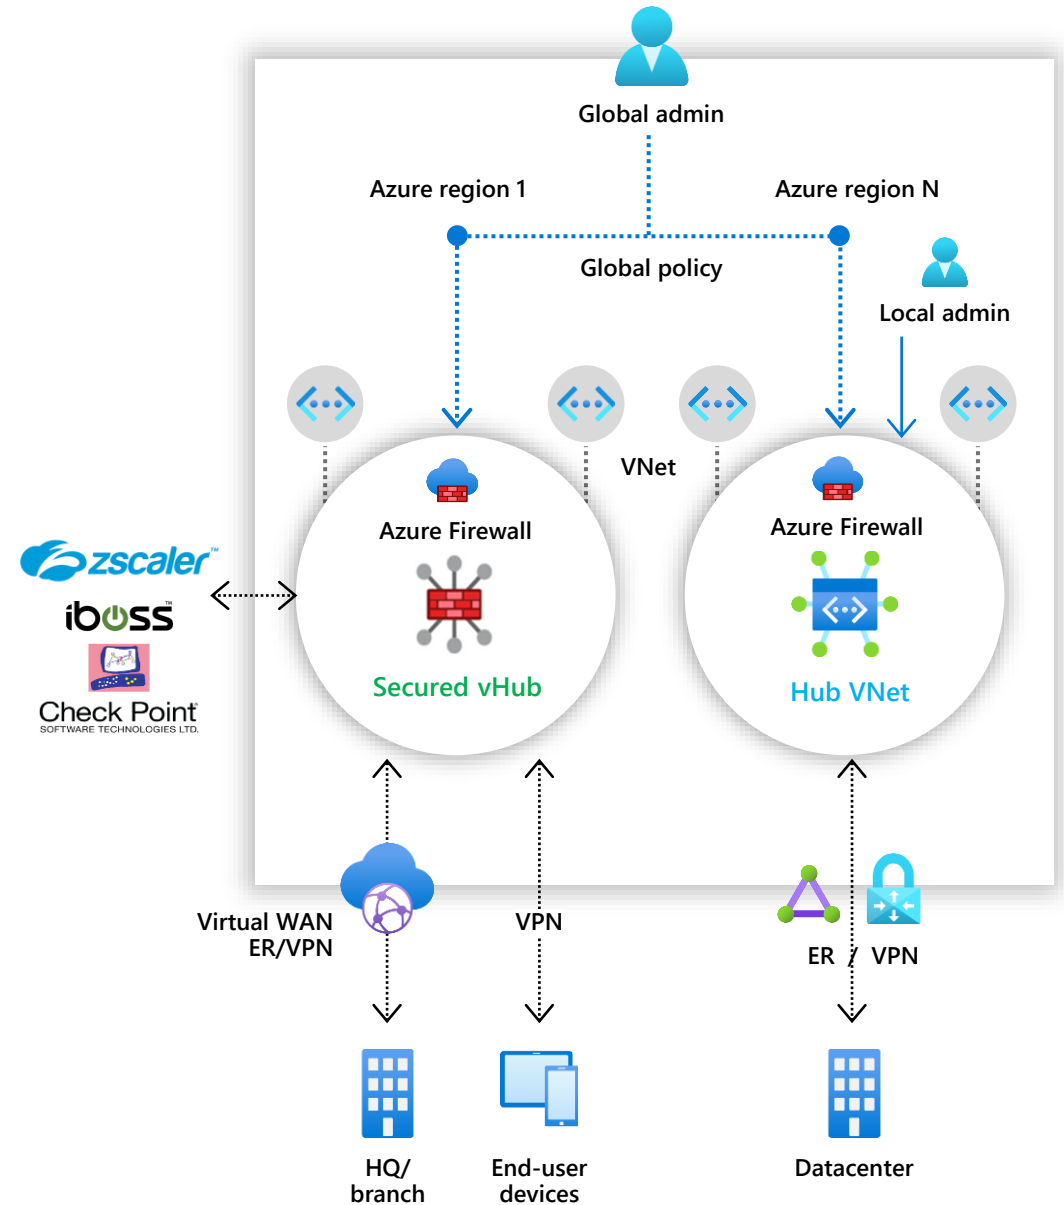 Global admin
Azure region 1
Azure region N
Global policy
Local admin
VNet
Azure Firewall
Azure Firewall
zscaler™
iboss™
Secured vHub
Hub VNet
Check Point
SOFTWARE TECHNOLOGIES LTD.
Virtual WAN
ER/VPN
VPN
ER / VPN
HQ/
branch
End-user
devices
Datacenter